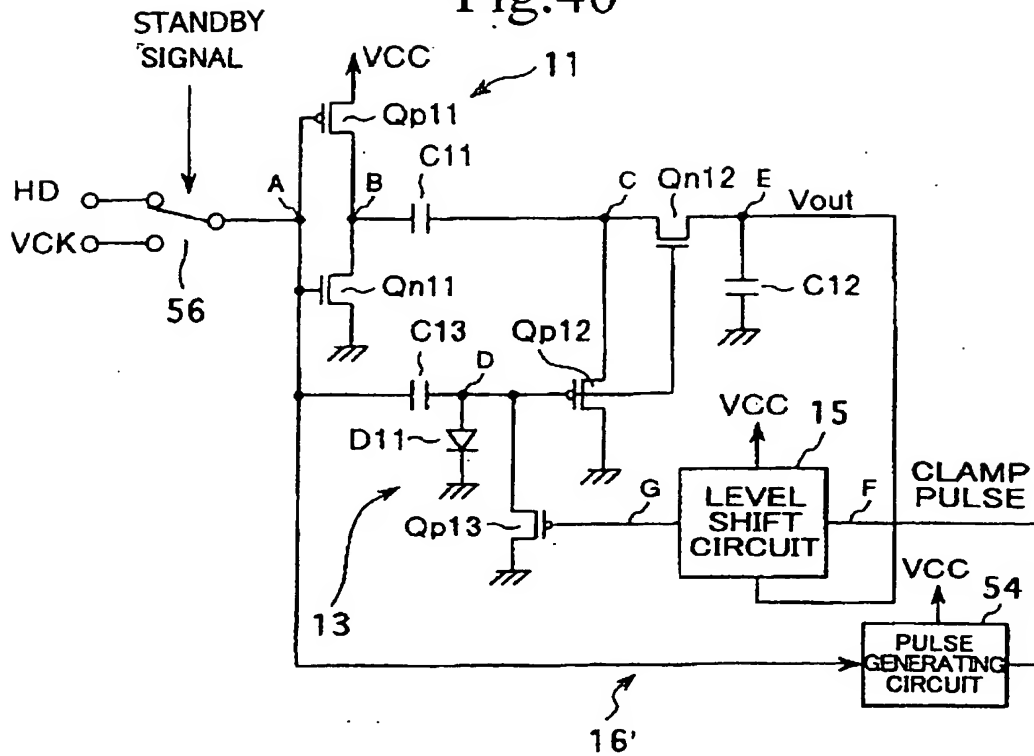 Fig.40
STANDBY
SIGNAL
VCC
11
Qp11
C11
HD
A
B
C
Qn12
E
Vout
VCK
56
Qn11
C12
C13
Qp12
D
VCC
15
D11
G
LEVEL
SHIFT
CIRCUIT
F
CLAMP
PULSE
Qp13
VCC
54
13
PULSE
GENERATING
CIRCUIT
16'